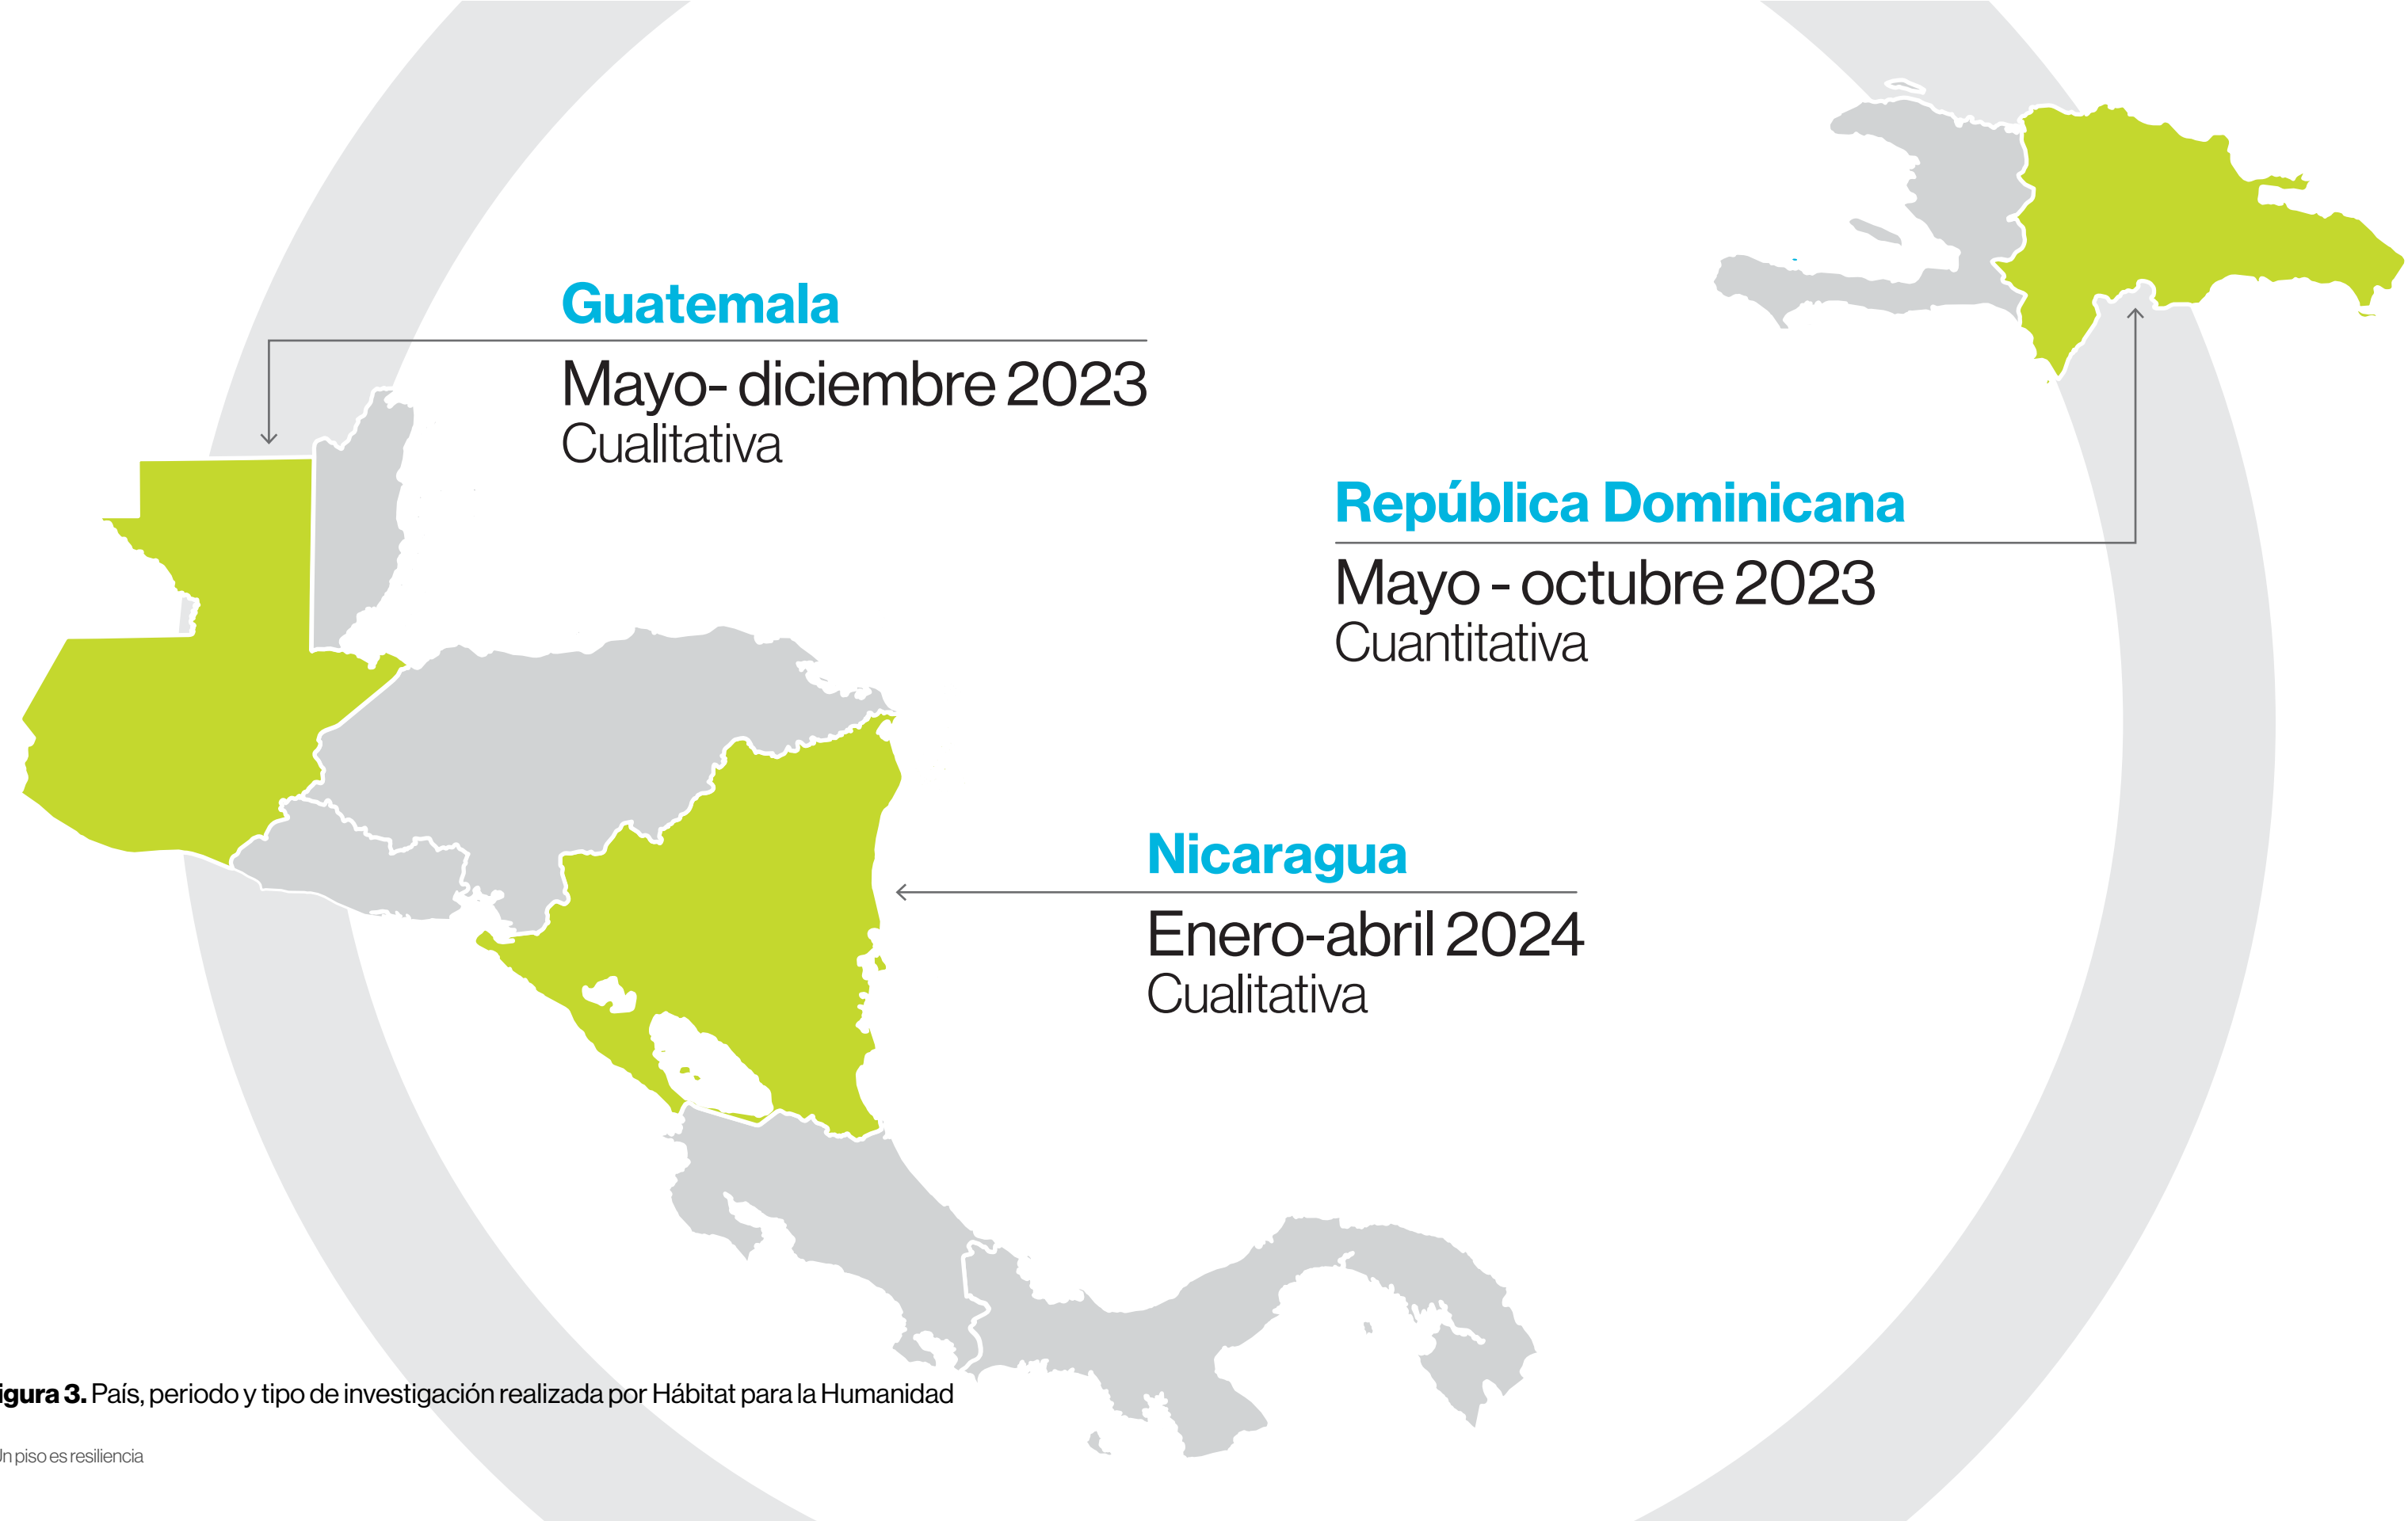 Guatemala
Mayo- diciembre 2023
Cualitativa
República Dominicana
Mayo - octubre 2023
Cuantitativa
Nicaragua
Enero-abril 2024
Cualitativa
igura 3. País, periodo y tipo de investigación realizada por Hábitat para la Humanidad
Un piso es resiliencia